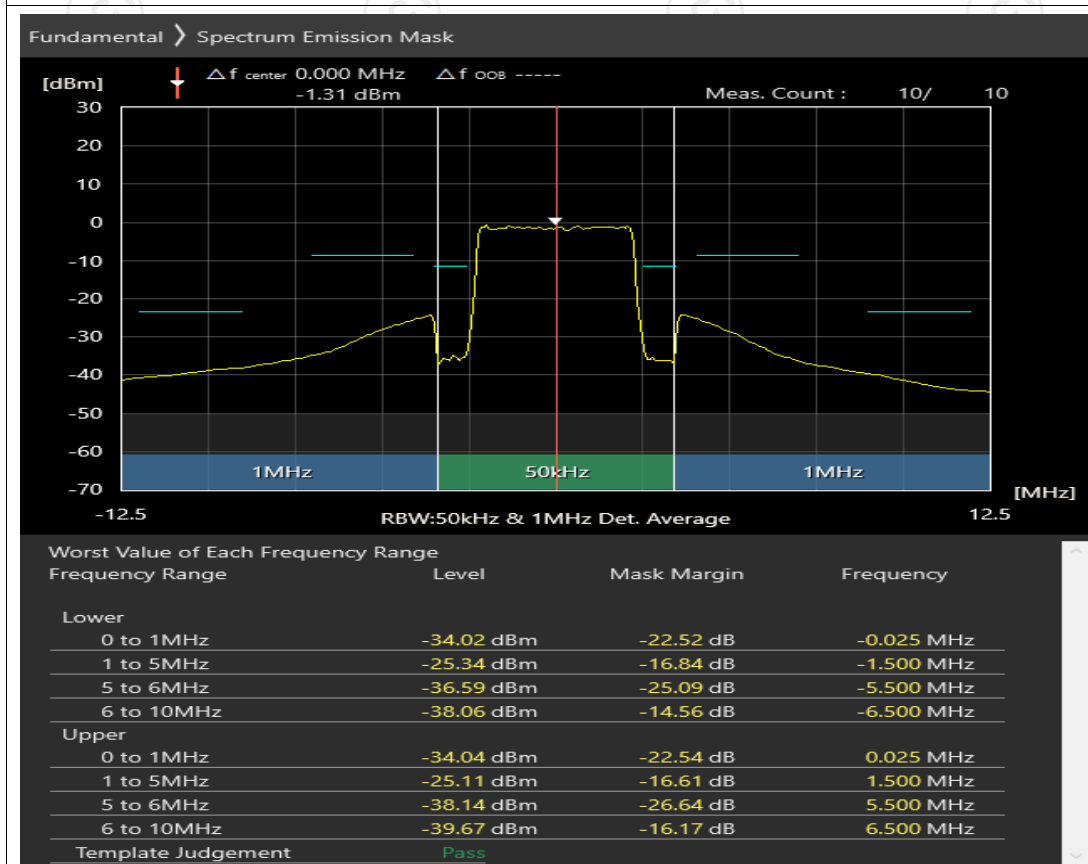 Fundamental ❯ Spectrum Emission Mask
[dBm] Δf center 0.000 MHz Δf OOB -----
-1.31 dBm Meas. Count : 10/ 10
30
20
10
0
-10
-20
-30
-40
-50
-60
1MHz 50kHz 1MHz
-70 [MHz]
-12.5 RBW:50kHz & 1MHz Det. Average 12.5
Worst Value of Each Frequency Range
Frequency Range Level Mask Margin Frequency
Lower
0 to 1MHz -34.02 dBm -22.52 dB -0.025 MHz
1 to 5MHz -25.34 dBm -16.84 dB -1.500 MHz
5 to 6MHz -36.59 dBm -25.09 dB -5.500 MHz
6 to 10MHz -38.06 dBm -14.56 dB -6.500 MHz
Upper
0 to 1MHz -34.04 dBm -22.54 dB 0.025 MHz
1 to 5MHz -25.11 dBm -16.61 dB 1.500 MHz
5 to 6MHz -38.14 dBm -26.64 dB 5.500 MHz
6 to 10MHz -39.67 dBm -16.17 dB 6.500 MHz
Template Judgement Pass